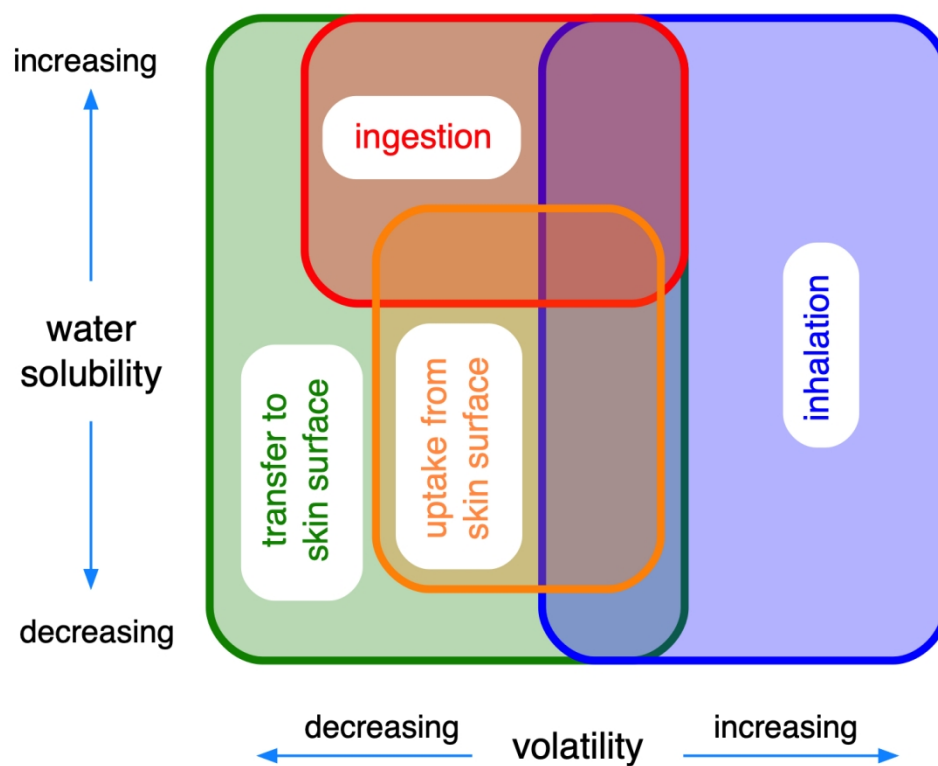 increasing
ingestion
water
solubility
inhalation
transfer to
skin surface
uptake from
skin surface
decreasing
decreasing
volatility
increasing